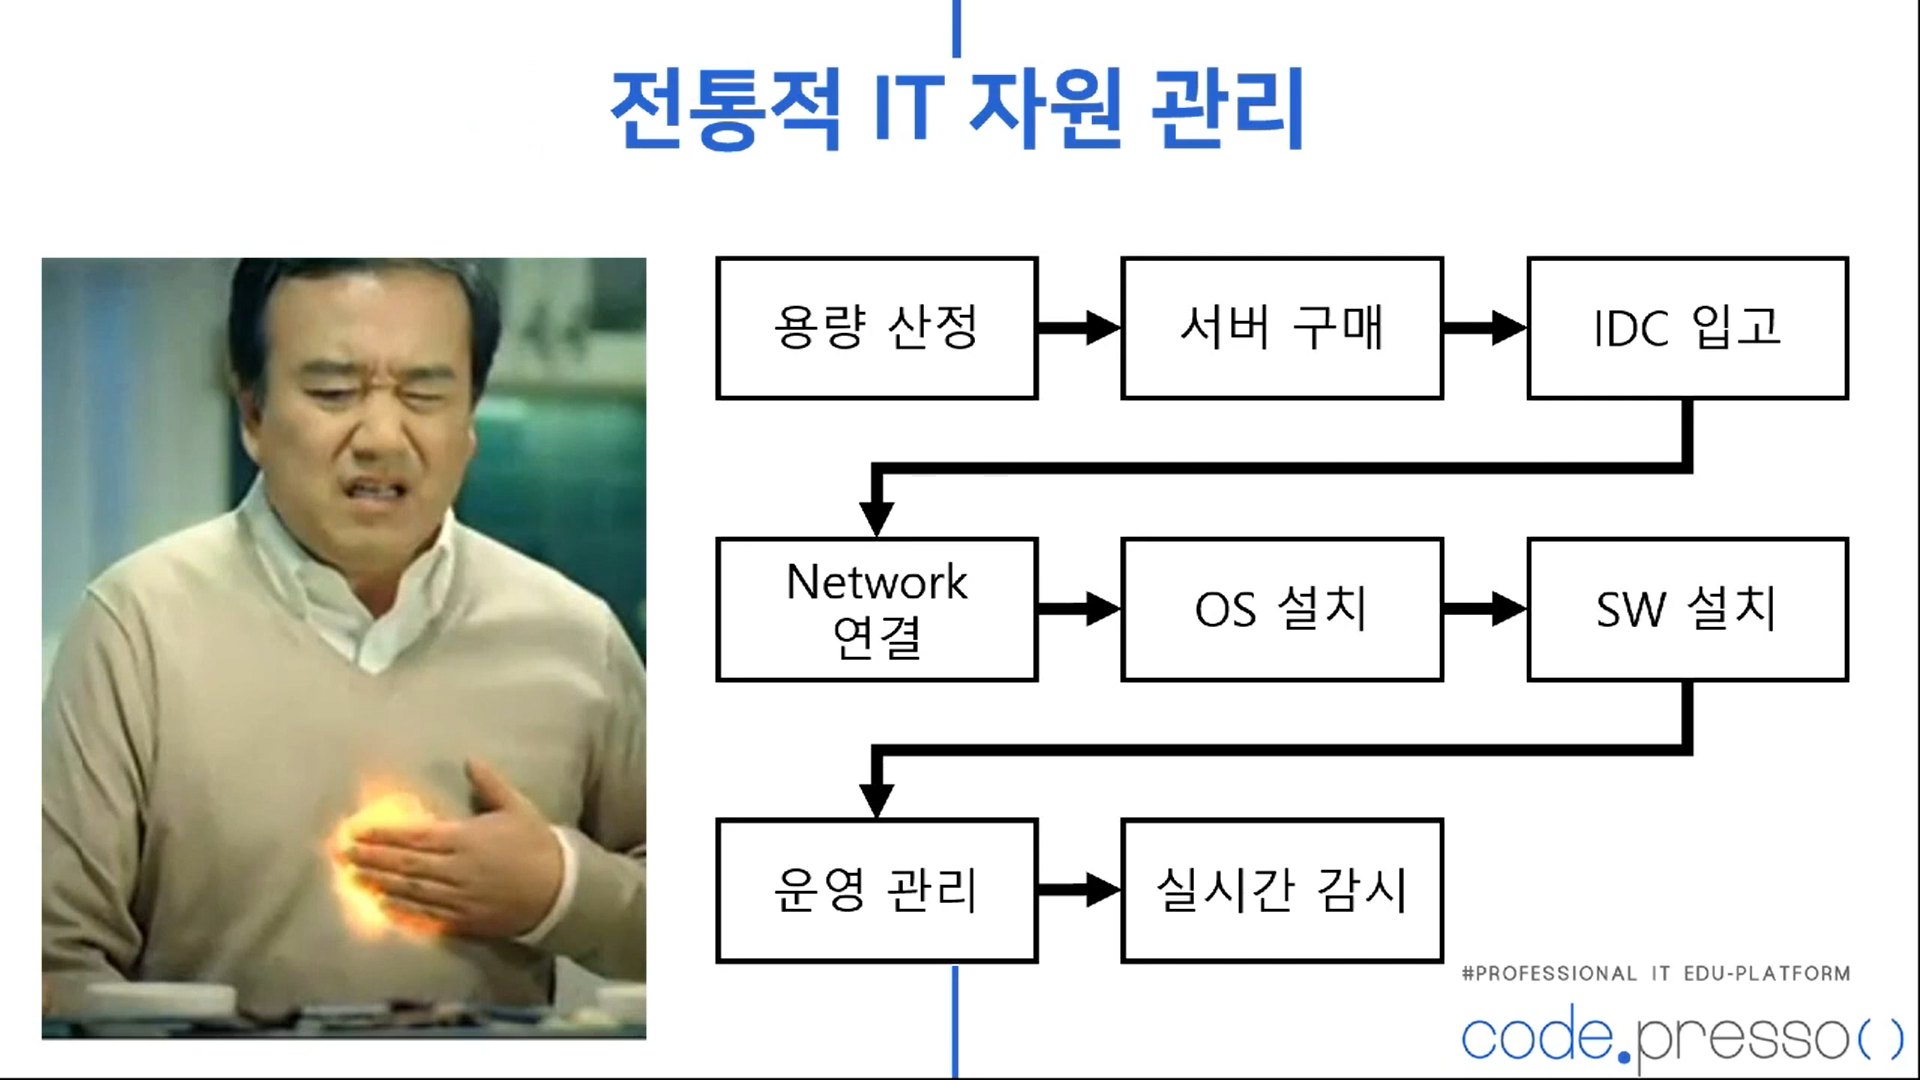 전통적 IT 자원 관리
용량 산정
서버 구매
IDC 입고
Network
연결
OS 설치
SW 설치
운영 관리
실시간 감시
#PROFESSIONAL IT EDU-PLATFORM
code.presso()